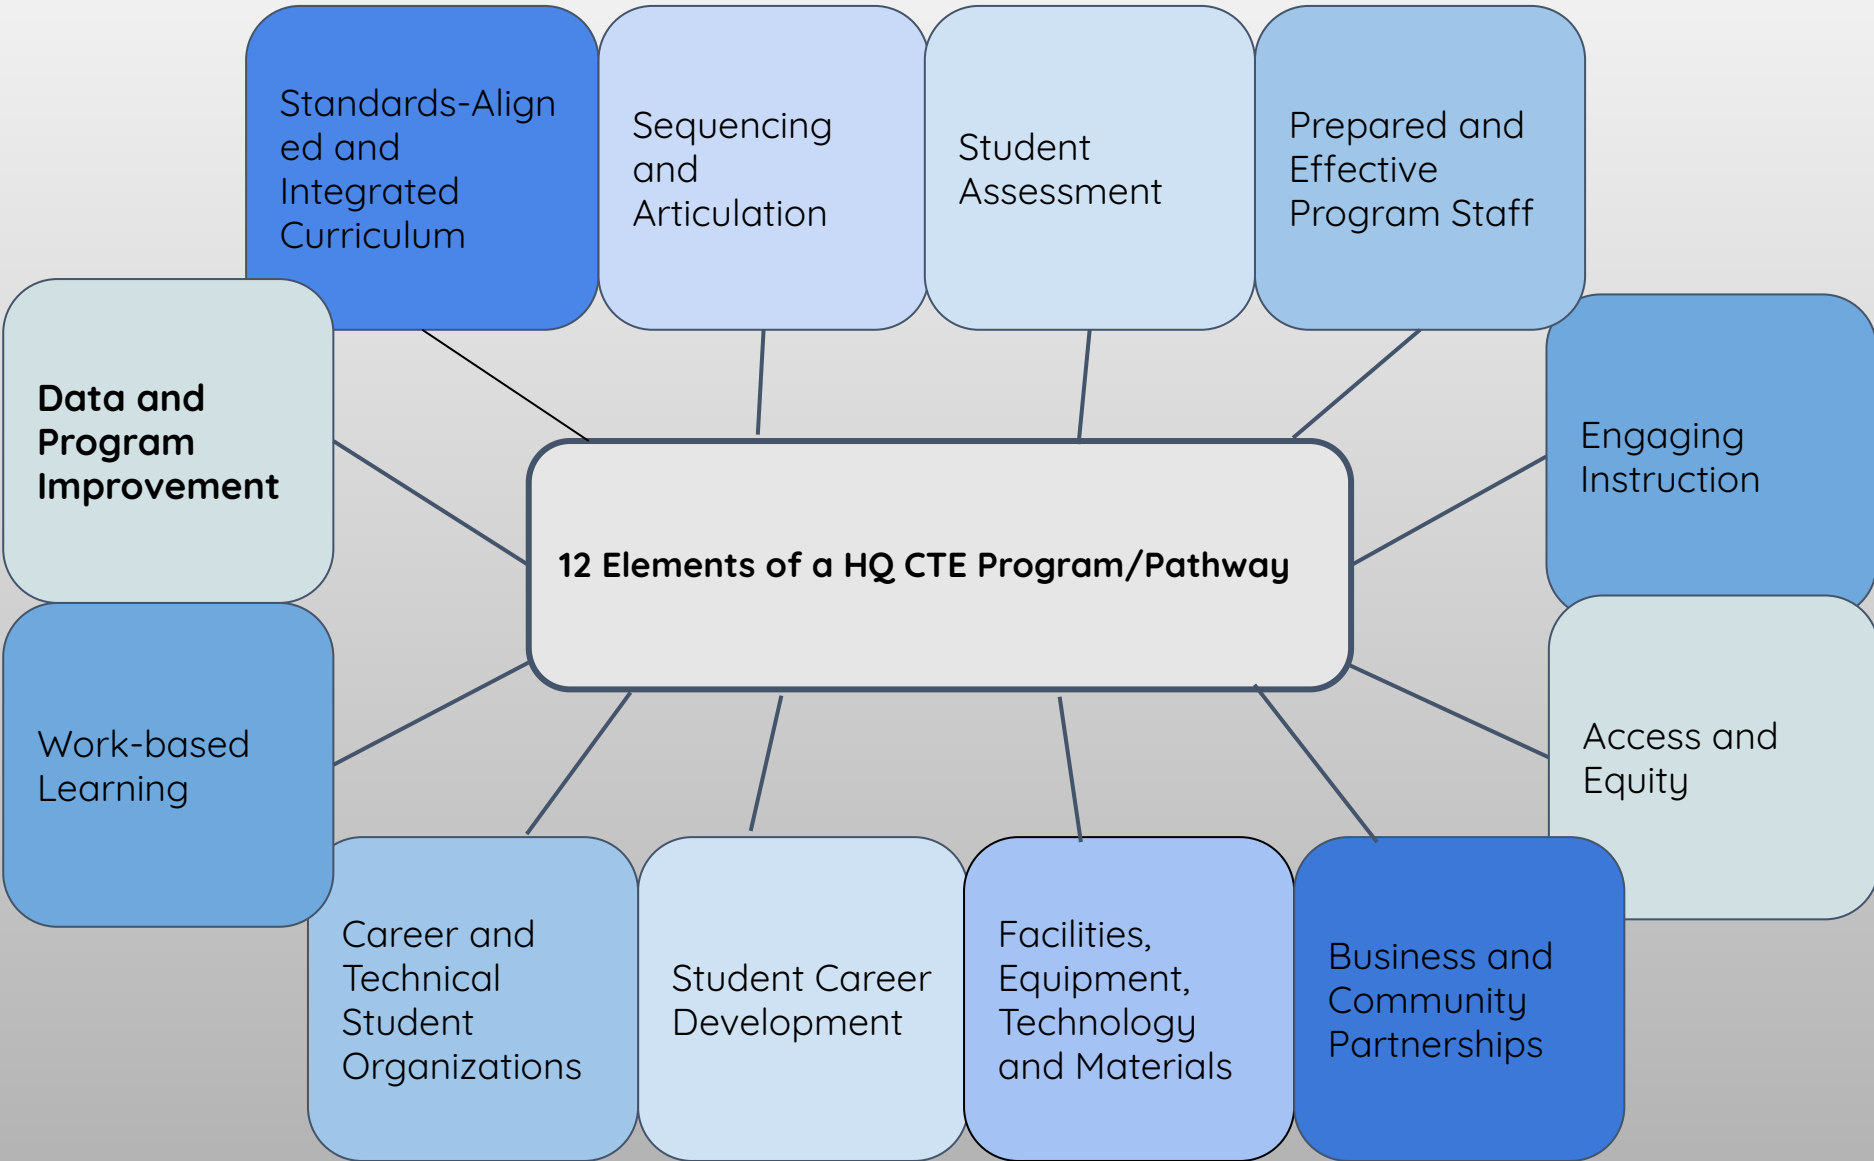 Standards-Align
ed and
Integrated
Curriculum
Sequencing
and
Articulation
Student
Assessment
Prepared and
Effective
Program Staff
Data and
Program
Improvement
Engaging
Instruction
12 Elements of a HQ CTE Program/Pathway
Work-based
Learning
Access and
Equity
Career and
Technical
Student
Organizations
Student Career
Development
Facilities,
Equipment,
Technology
and Materials
Business and
Community
Partnerships